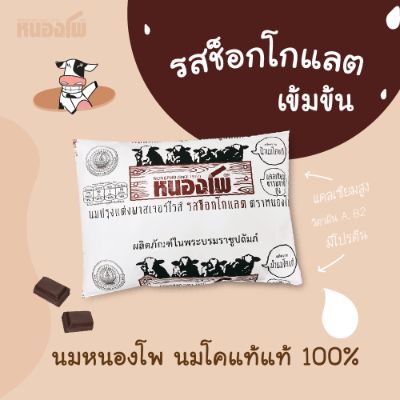 หนองโพ
รสช็อกโกแลต
เข้มข้น
หนองโพ
นมปรุงแต่งพาสเจอร์ไรส์ รสช็อกโกแลต ตราหนองโ
ผลิตภัณฑ์ในพระบรมราชูปถัมภ์
แคลเซียมสูง
วิตามิน A, B2
มีโปรตีน
นมหนองโพ นมโคแท้แท้ 100%